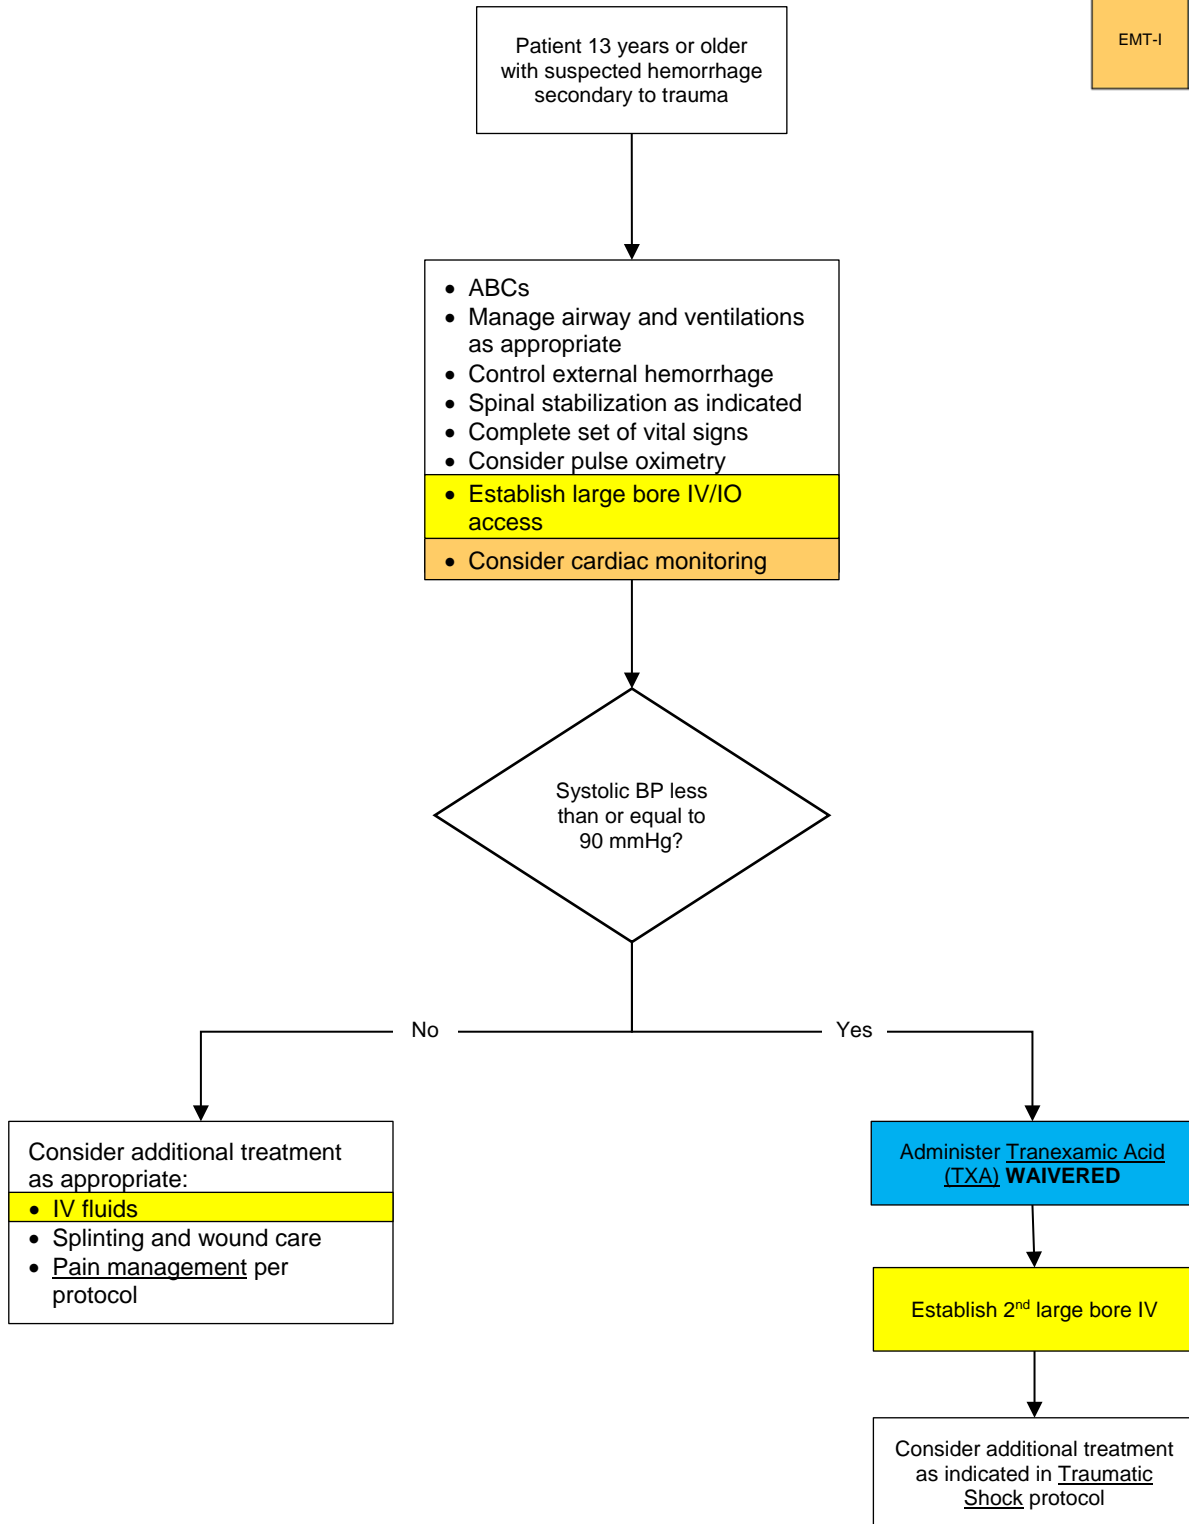 EMT-I
Patient 13 years or older
with suspected hemorrhage
secondary to trauma
• ABCs
• Manage airway and ventilations
as appropriate
• Control external hemorrhage
• Spinal stabilization as indicated
• Complete set of vital signs
• Consider pulse oximetry
• Establish large bore IV/IO
access
• Consider cardiac monitoring
Systolic BP less
than or equal to
90 mmHg?
No
Yes
Consider additional treatment
as appropriate:
• IV fluids
• Splinting and wound care
• Pain management per
protocol
Administer Tranexamic Acid
(TXA) WAIVERED
Establish 2nd large bore IV
Consider additional treatment
as indicated in Traumatic
Shock protocol